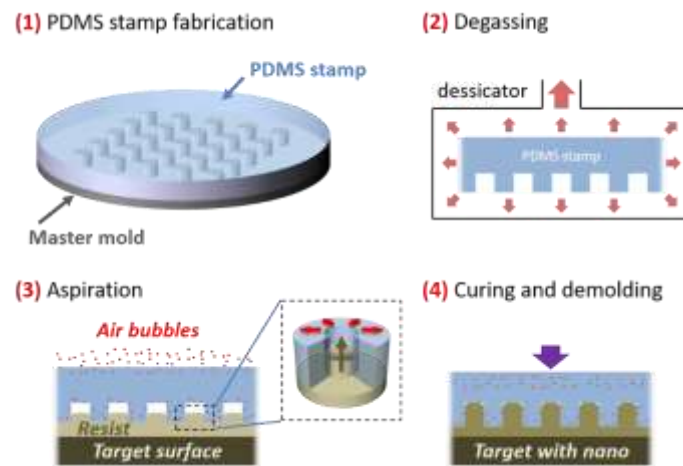 (1) PDMS stamp fabrication
PDMS stamp
Master mold
(2) Degassing
dessicator
PDMS stamp
(3) Aspiration
Air bubbles
Resist
Target surface
(4) Curing and demolding
Target with nano